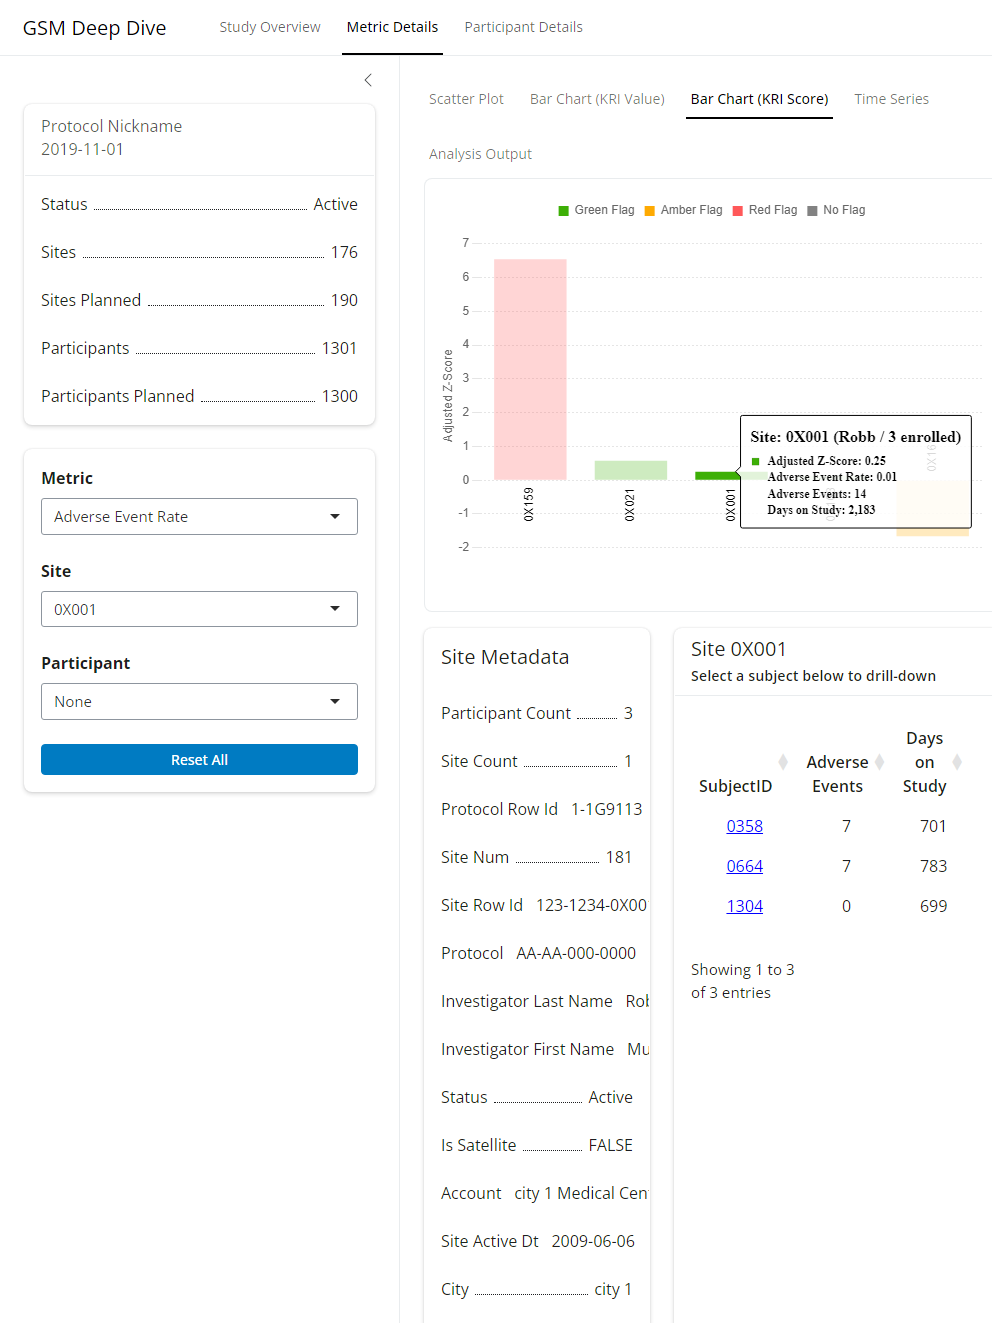 GSM Deep Dive
Study Overview
Metric Details
Participant Details
Protocol Nickname
2019-11-01
Status Active
Sites 176
Sites Planned 190
Participants 1301
Participants Planned 1300
Metric
Adverse Event Rate
Site
0X001
Participant
None
Reset All
Scatter Plot
Bar Chart (KRI Value)
Bar Chart (KRI Score)
Time Series
Analysis Output
Green Flag
Amber Flag
Red Flag
No Flag
Adjusted Z-Score
7
6
5
4
3
2
1
0
-1
-2
0X159
0X021
0X001
Site: 0X001 (Robb / 3 enrolled)
Adjusted Z-Score: 0.25
Adverse Event Rate: 0.01
Adverse Events: 14
Days on Study: 2,183
Site Metadata
Participant Count 3
Site Count 1
Protocol Row Id 1-1G9113
Site Num 181
Site Row Id 123-1234-0X00
Protocol AA-AA-000-0000
Investigator Last Name
Investigator First Name
Status Active
Is Satellite FALSE
Account city 1 Medical Cen
Site Active Dt 2009-06-06
City city 1
Site 0X001
Select a subject below to drill-down
SubjectID
Adverse
Events
Days
on
Study
0358 7 701
0664 7 783
1304 0 699
Showing 1 to 3
of 3 entries